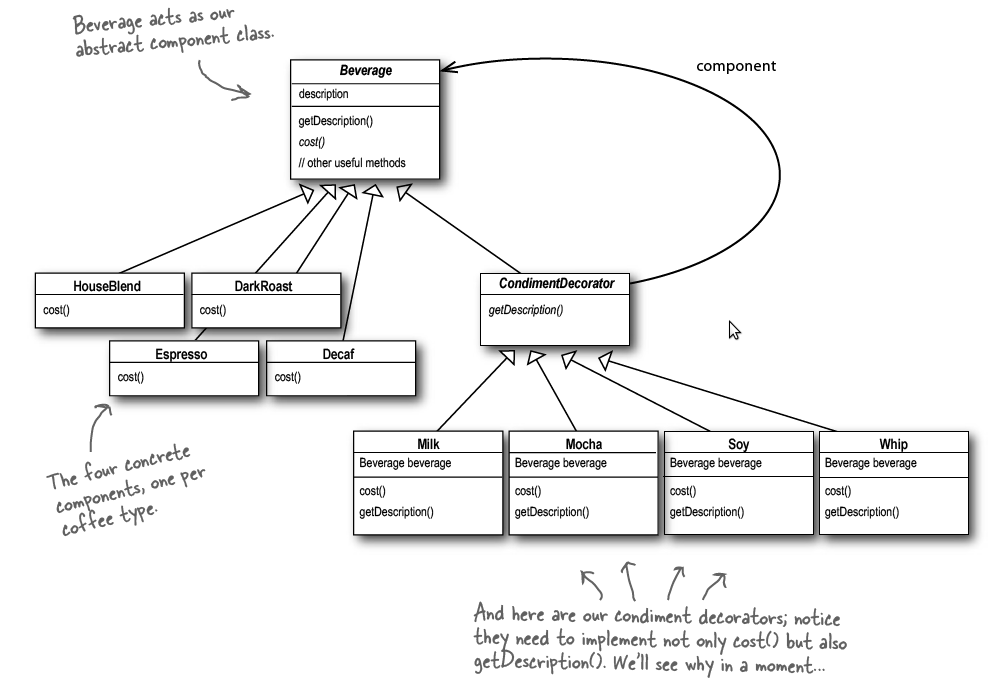 Beverage acts as our
abstract component class.
component
Beverage
description
getDescription()
cost()
// other useful methods
HouseBlend
cost()
DarkRoast
cost()
CondimentDecorator
getDescription()
Espresso
cost()
Decaf
cost()
The four concrete
components, one per
coffee type.
Milk
Beverage beverage
cost()
getDescription()
Mocha
Beverage beverage
cost()
getDescription()
Soy
Beverage beverage
cost()
getDescription()
Whip
Beverage beverage
cost()
getDescription()
And here are our condiment decorators; notice
they need to implement not only cost() but also
getDescription(). We'll see why in a moment...